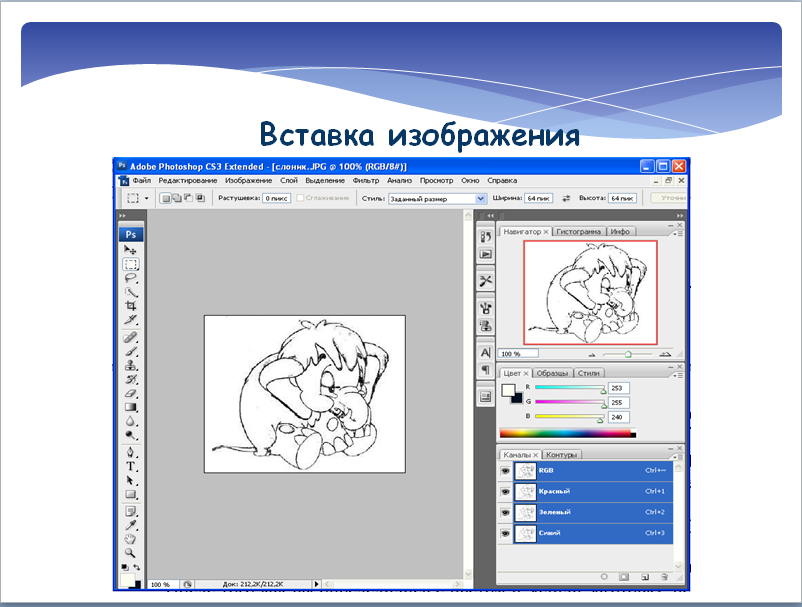 Вставка изображения
Adobe Photoshop CS3 Extended - [слоник.JPG @ 100% (RGB/8#)]
Файл Редактирование Изображение Слой Выделение Фильтр Анализ Просмотр Окно Справка
Растушевка: 0 пикс Сглаживание Стиль: Заданный размер Ширина: 64 пик Высота: 64 пик Уточни
Ps
Навигатор Гистограмма Инфо
100 %
Цвет Образцы Стили
R 253
G 255
B 240
Каналы Контуры
RGB Ctrl+~
Красный Ctrl+1
Зеленый Ctrl+2
Синий Ctrl+3
100 % Док: 212,2K/212,2K